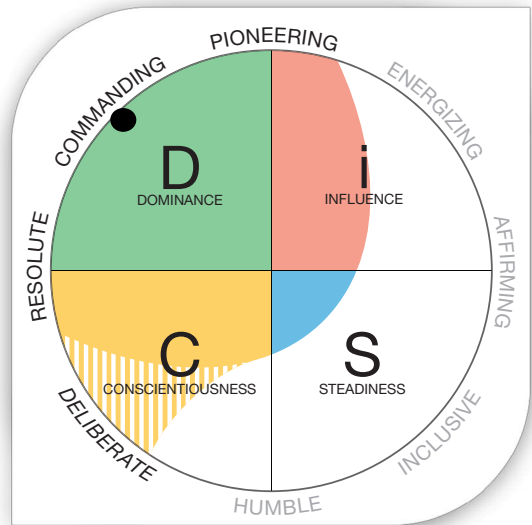 PIONEERING
COMMANDING
ENERGIZING
D
DOMINANCE
i
INFLUENCE
RESOLUTE
AFFIRMING
C
CONSCIENTIOUSNESS
S
STEADINESS
DELIBERATE
INCLUSIVE
HUMBLE